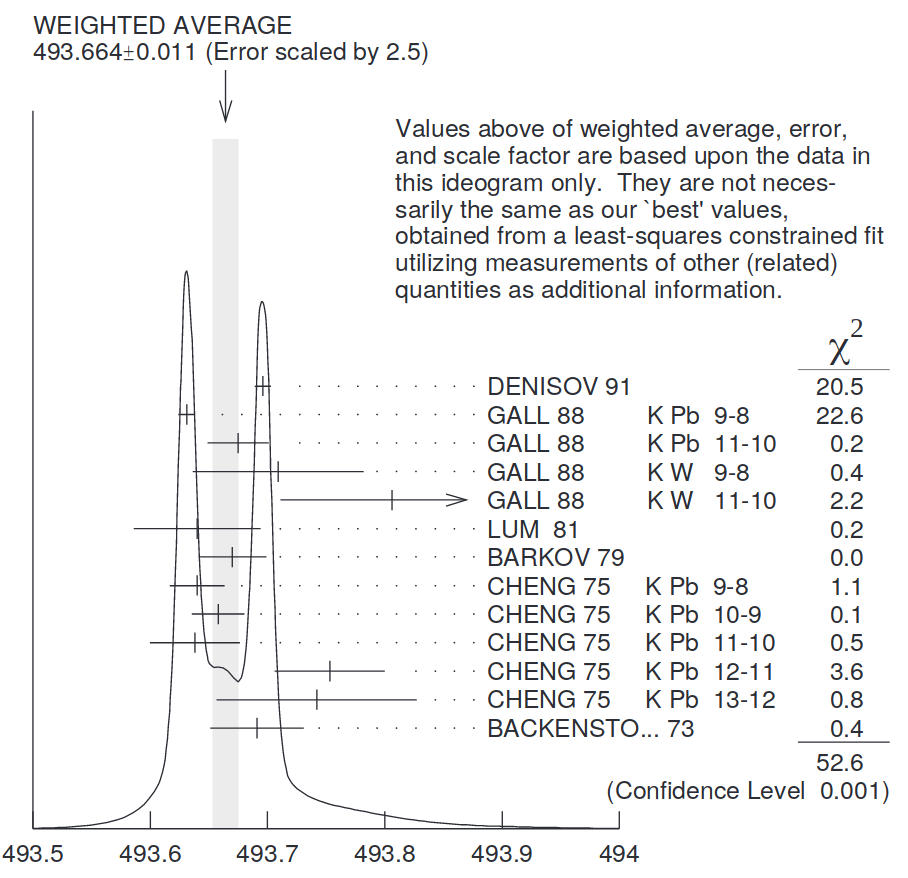 WEIGHTED AVERAGE
493.664±0.011 (Error scaled by 2.5)
Values above of weighted average, error,
and scale factor are based upon the data in
this ideogram only. They are not neces-
sarily the same as our `best' values,
obtained from a least-squares constrained fit
utilizing measurements of other (related)
quantities as additional information.
χ2
DENISOV 91 20.5
GALL 88 K Pb 9-8 22.6
GALL 88 K Pb 11-10 0.2
GALL 88 K W 9-8 0.4
GALL 88 K W 11-10 2.2
LUM 81 0.2
BARKOV 79 0.0
CHENG 75 K Pb 9-8 1.1
CHENG 75 K Pb 10-9 0.1
CHENG 75 K Pb 11-10 0.5
CHENG 75 K Pb 12-11 3.6
CHENG 75 K Pb 13-12 0.8
BACKENSTO... 73 0.4
52.6
(Confidence Level 0.001)
493.5 493.6 493.7 493.8 493.9 494